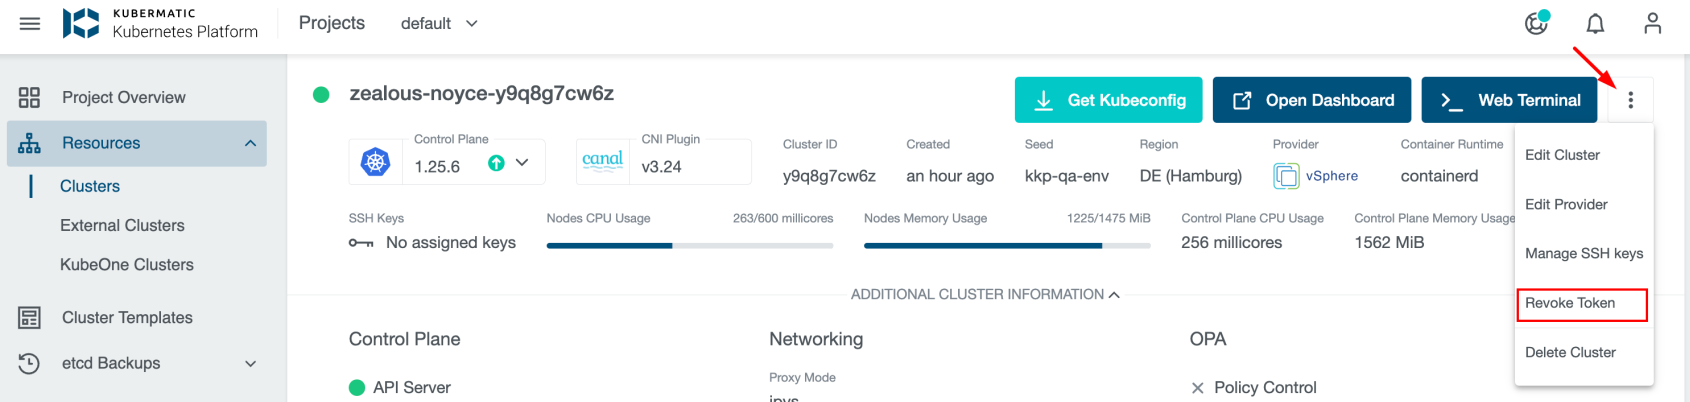 KUBERMATIC
Kubernetes Platform
Projects
default
Project Overview
Resources
Clusters
External Clusters
KubeOne Clusters
Cluster Templates
etcd Backups
zealous-noyce-y9q8g7cw6z
Get Kubeconfig
Open Dashboard
Web Terminal
Control Plane
1.25.6
canal
CNI Plugin
v3.24
Cluster ID
y9q8g7cw6z
Created
an hour ago
Seed
kkp-qa-env
Region
DE (Hamburg)
Provider
vSphere
Container Runtime
containerd
SSH Keys
No assigned keys
Nodes CPU Usage 263/600 millicores
Nodes Memory Usage 1225/1475 MiB
Control Plane CPU Usage
256 millicores
Control Plane Memory Usage
1562 MiB
Edit Cluster
Edit Provider
Manage SSH keys
Revoke Token
Delete Cluster
ADDITIONAL CLUSTER INFORMATION
Control Plane
API Server
Networking
Proxy Mode
ipvs
OPA
Policy Control